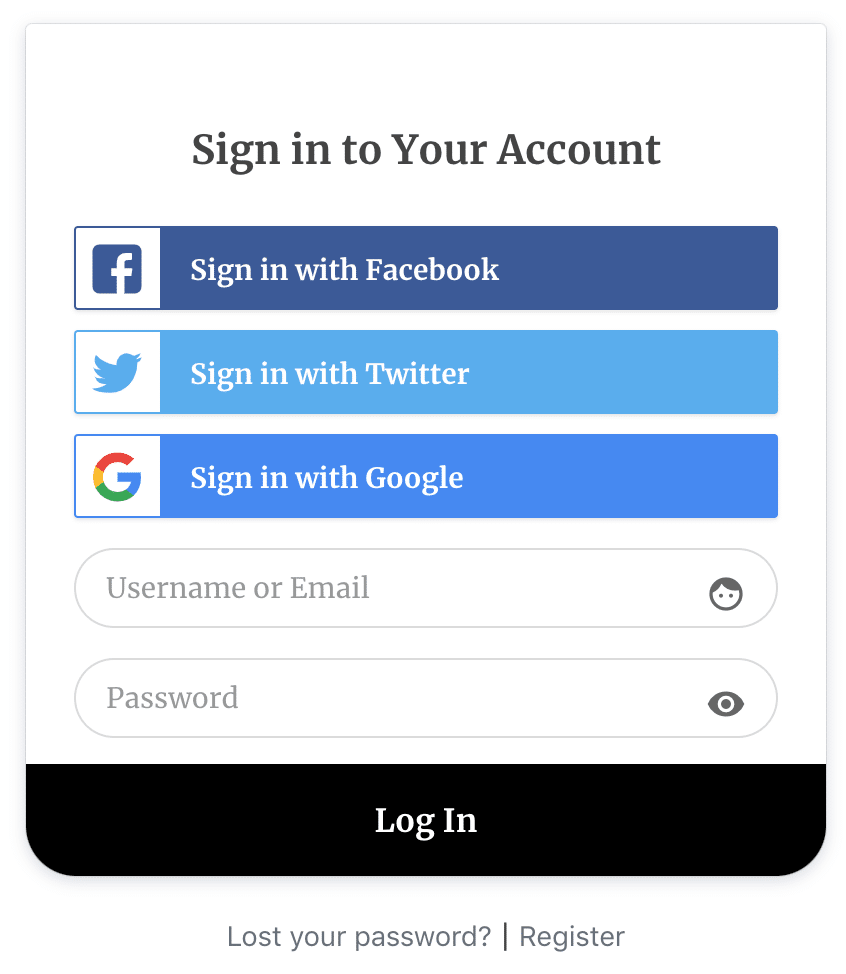 Sign in to Your Account
Sign in with Facebook
Sign in with Twitter
Sign in with Google
Username or Email
Password
Log In
Lost your password? | Register